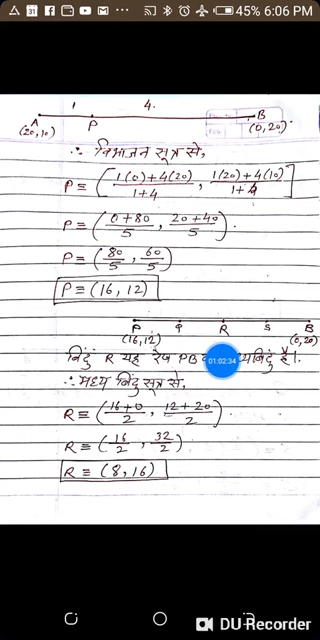 45% 6:06 PM
1 4.
A P B
(20,10) (0,20).
∴ विभाजन सूत्र से,
P ≡ [ 1(0)+4(20) / 1+4 , 1(20)+4(10) / 1+4 ]
P ≡ ( 0+80 / 5 , 20+40 / 5 ).
P ≡ ( 80 / 5 , 60 / 5 )
P ≡ (16, 12)
P Q R S B
(16,12) (0,20)
बिंदु R यह रेख PB है।
01:02:34
∴ मध्य बिंदु सूत्र से,
R ≡ ( 16+0 / 2 , 12+20 / 2 ).
R ≡ ( 16 / 2 , 32 / 2 )
R ≡ (8, 16)
DU-Recorder